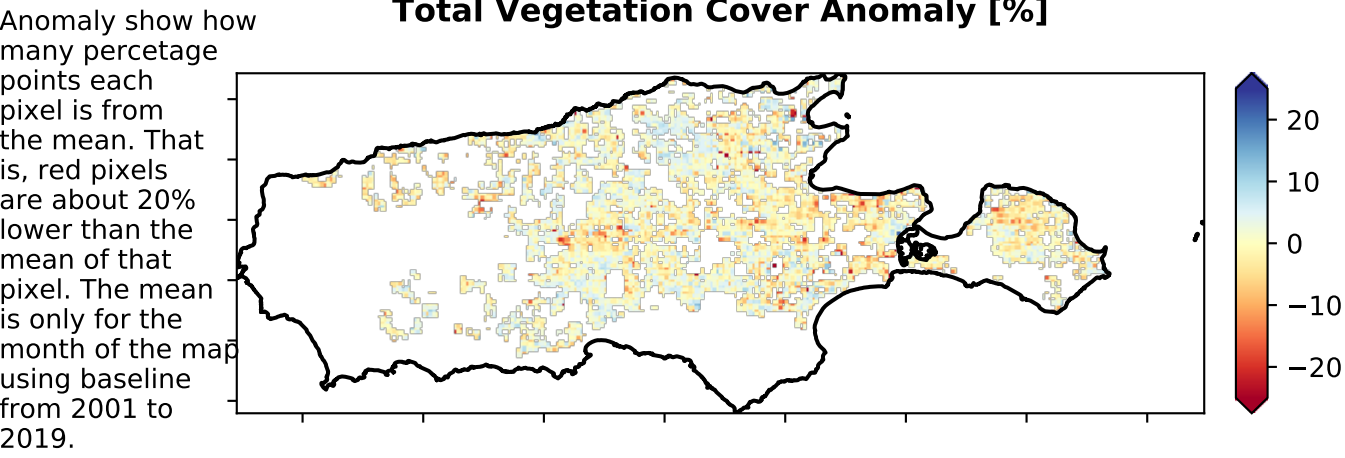 Total Vegetation Cover Anomaly [%]
Anomaly show how
many percetage
points each
pixel is from
the mean. That
is, red pixels
are about 20%
lower than the
mean of that
pixel. The mean
is only for the
month of the map
using baseline
from 2001 to
2019.
20
10
0
−10
−20